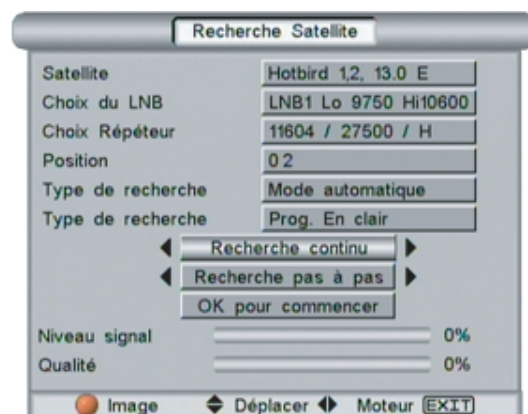 Recherche Satellite
Satellite Hotbird 1,2, 13.0 E
Choix du LNB LNB1 Lo 9750 Hi10600
Choix Répéteur 11604 / 27500 / H
Position 0 2
Type de recherche Mode automatique
Type de recherche Prog. En clair
Recherche continu
Recherche pas à pas
OK pour commencer
Niveau signal 0%
Qualité 0%
Image Déplacer Moteur EXIT